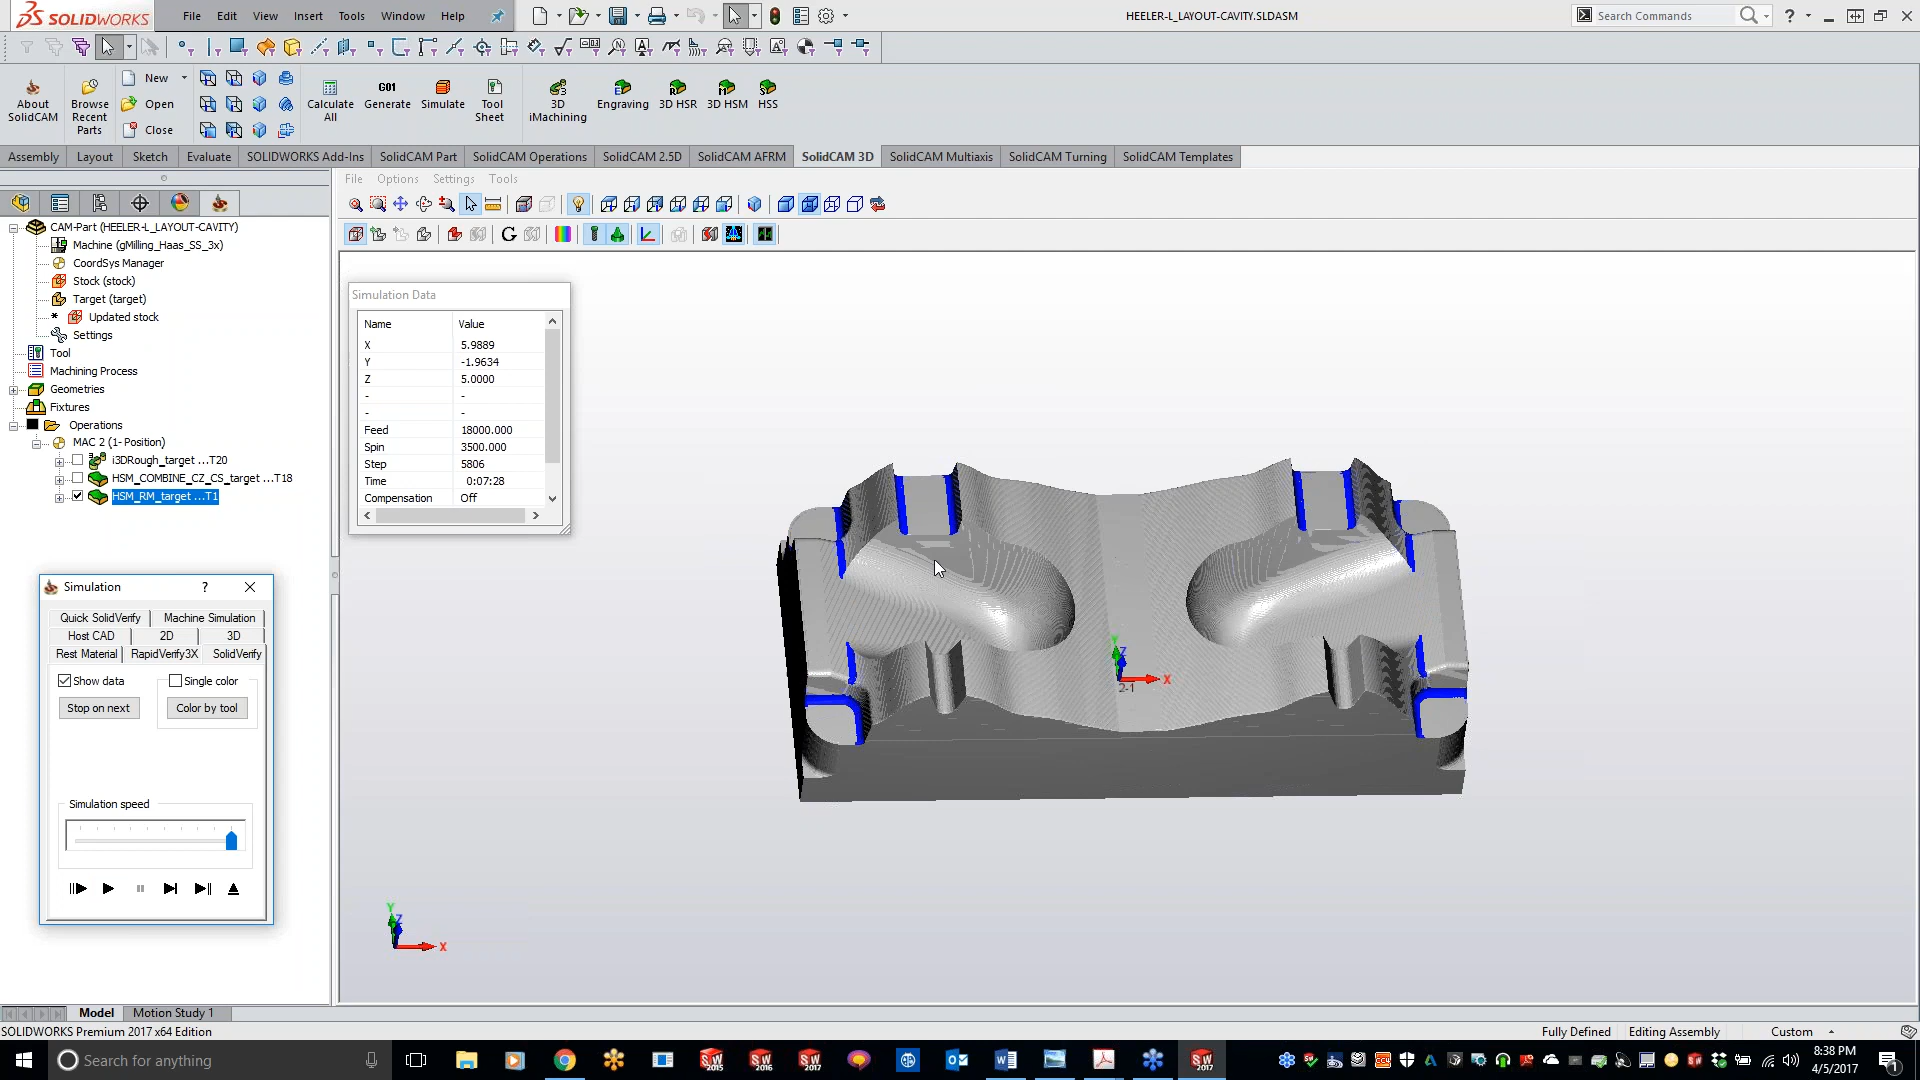 SOLIDWORKS File Edit View Insert Tools Window Help HEELER-L_LAYOUT-CAVITY.SLDASM Search Commands
About SolidCAM
Browse Recent Parts
New
Open
Close
Calculate All
G01
Generate
Simulate
Tool Sheet
3D iMachining
Engraving
3D HSR
3D HSM
HSS
Assembly Layout Sketch Evaluate SOLIDWORKS Add-Ins SolidCAM Part SolidCAM Operations SolidCAM 2.5D SolidCAM AFRM SolidCAM 3D SolidCAM Multiaxis SolidCAM Turning SolidCAM Templates
File Options Settings Tools
CAM-Part (HEELER-L_LAYOUT-CAVITY)
Machine (gMilling_Haas_SS_3x)
CoordSys Manager
Stock (stock)
Target (target)
* Updated stock
Settings
Tool
Machining Process
Geometries
Fixtures
Operations
MAC 2 (1- Position)
i3DRough_target ...T20
HSM_COMBINE_CZ_CS_target ...T18
HSM_RM_target ...T1
Simulation Data
Name Value
X 5.9889
Y -1.9634
Z 5.0000
- -
- -
Feed 18000.000
Spin 3500.000
Step 5806
Time 0:07:28
Compensation Off
Simulation ?
Quick SolidVerify Machine Simulation
Host CAD 2D 3D
Rest Material RapidVerify3X SolidVerify
Show data Single color
Stop on next Color by tool
Simulation speed
Y Z X
2-1
Y Z X
Model Motion Study 1
SOLIDWORKS Premium 2017 x64 Edition Fully Defined Editing Assembly Custom
Search for anything
8:38 PM
4/5/2017